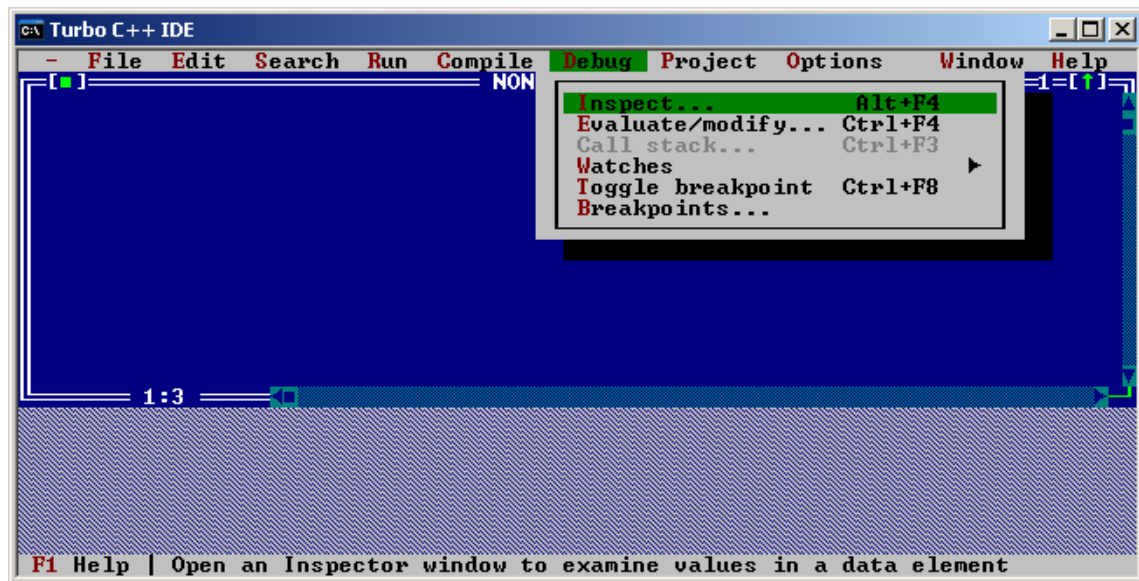 Turbo C++ IDE
- File Edit Search Run Compile Debug Project Options Window Help
[■] NON 1=[↑]
Inspect... Alt+F4
Evaluate/modify... Ctrl+F4
Call stack... Ctrl+F3
Watches ►
Toggle breakpoint Ctrl+F8
Breakpoints...
1:3
F1 Help | Open an Inspector window to examine values in a data element